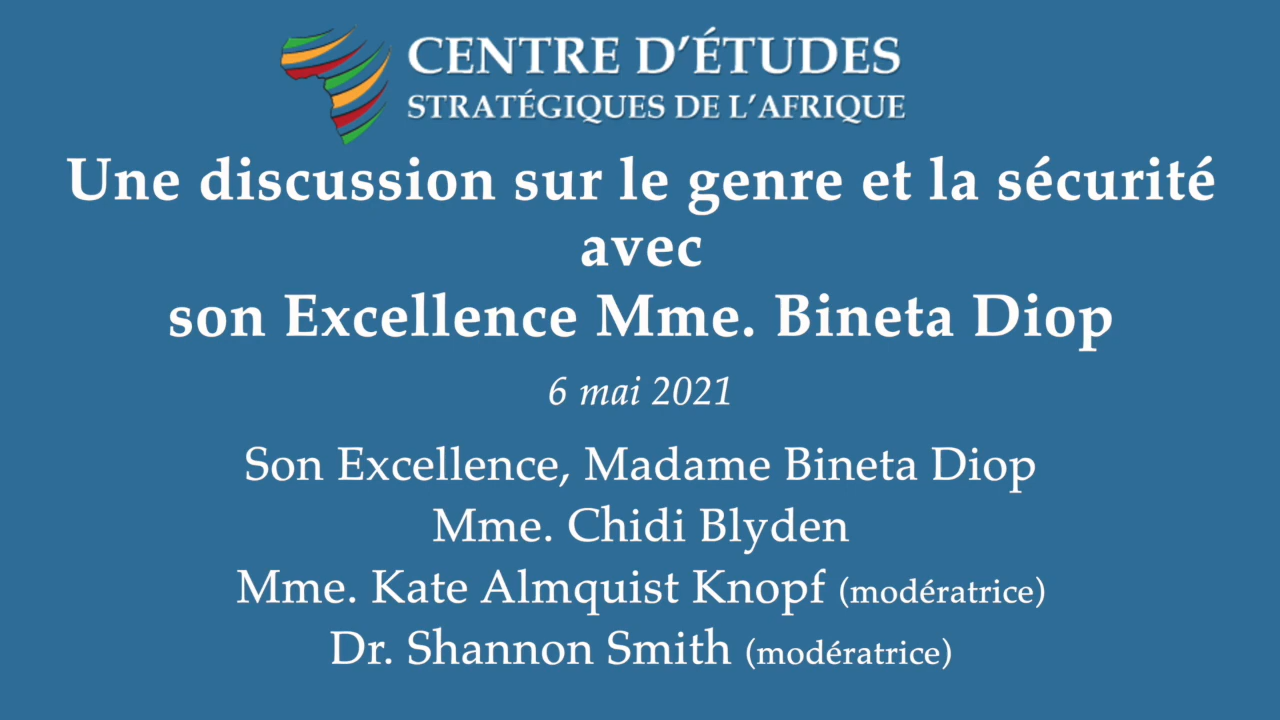 CENTRE D'ÉTUDES
STRATÉGIQUES DE L'AFRIQUE
Une discussion sur le genre et la sécurité
avec
son Excellence Mme. Bineta Diop
6 mai 2021
Son Excellence, Madame Bineta Diop
Mme. Chidi Blyden
Mme. Kate Almquist Knopf (modératrice)
Dr. Shannon Smith (modératrice)